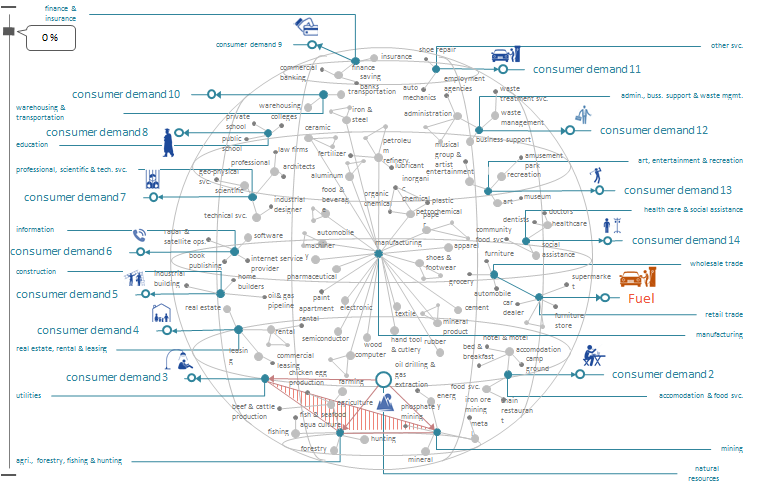 finance &
insurance
0 %
consumer demand 9
insurance
shoe repair
other svc.
commercial
banking
finance
saving
banks
consumer demand 11
employment
agencies
auto
mechanics
waste
treatment svc.
consumer demand 10
transportation
admin., buss. support & waste mgmt.
warehousing &
transportation
warehousing
iron &
steel
administration
waste
management
private
school
colleges
consumer demand 8
ceramic
consumer demand 12
education
public
school
petroleu
m
refinery
musical
group &
artist
business support
law firms
fertilizer
amusement
park
art, entertainment & recreation
professional, scientific & tech. svc.
professional
architects
lubricant
entertainment
recreation
geo-physical
svc.
aluminum
inorgani
c
scientific
food &
beverag
e
organic
chemical
chemical
consumer demand 13
consumer demand 7
industrial
designer
plastic
museum
art
technical svc.
petrochemical
paper
dentists
doctors
health care & social assistance
information
radar &
satellite ops.
software
automobile
community
food svc.
healthcare
consumer demand 6
machiner
y
manufacturing
apparel
social
assistance
consumer demand 14
book
publishing
internet service
provider
shoes &
footwear
furniture
wholesale trade
construction
industrial
building
home
builders
pharmaceutical
grocery
supermarke
t
consumer demand 5
oil& gas
pipeline
paint
automobile
car
dealer
Fuel
real estate
apartment
rental
electronic
textile
cement
furniture
store
retail trade
consumer demand 4
rental
mineral
product
semiconductor
hand tool
& cutlery
rubber
hotel & motel
manufacturing
real estate, rental & leasing
leasin
g
commercial
leasing
wood
computer
bed &
breakfast
accomodation
camp
ground
consumer demand 3
chicken egg
production
farming
oil drilling &
gas
extraction
consumer demand 2
utilities
energ
y
food svc.
agriculture
iron ore
mining
chain
restauran
t
accomodation & food svc.
beef & cattle
production
fish & seafood
aqua culture
phosphate
mining
meta
l
fishing
hunting
forestry
mineral
mining
agri., forestry, fishing & hunting
natural
resources